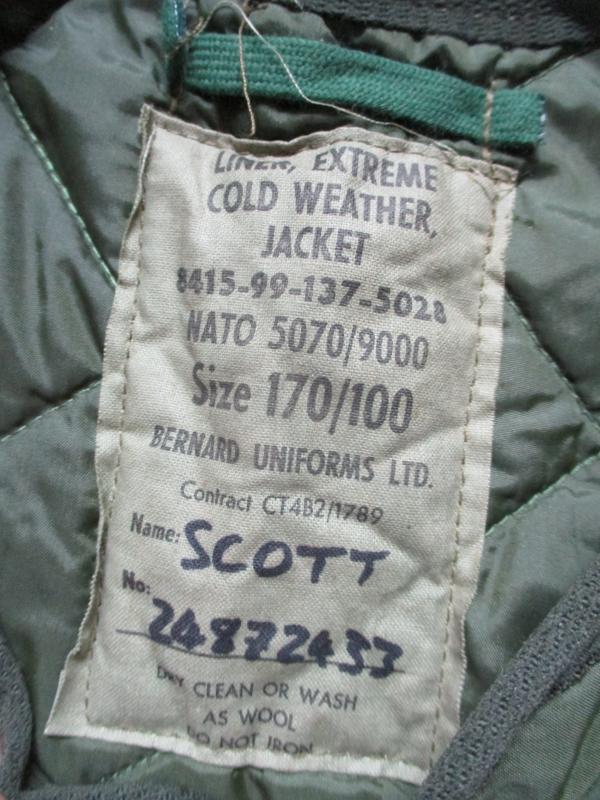 LINER, EXTREME
COLD WEATHER,
JACKET
8415-99-137-5028
NATO 5070/9000
Size 170/100
BERNARD UNIFORMS LTD.
Contract CT4B2/1789
Name: SCOTT
No:
24872433
DRY CLEAN OR WASH
AS WOOL
DO NOT IRON